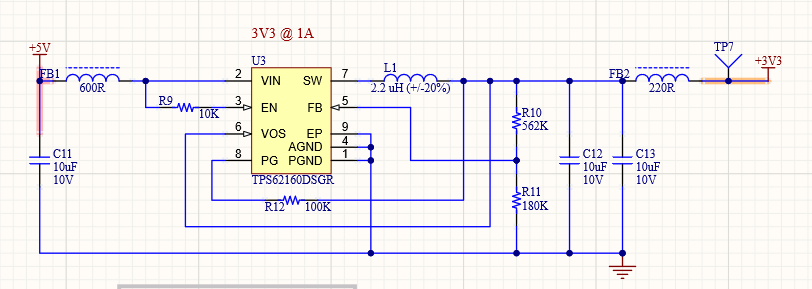 3V3 @ 1A
+5V
FB1
600R
U3
2 VIN SW 7
3 EN FB 5
6 VOS EP 9
AGND 4
8 PG PGND 1
TPS62160DSGR
R9
10K
R12 100K
L1
2.2 uH (+/-20%)
R10
562K
R11
180K
C11
10uF
10V
C12
10uF
10V
C13
10uF
10V
FB2
220R
TP7
+3V3